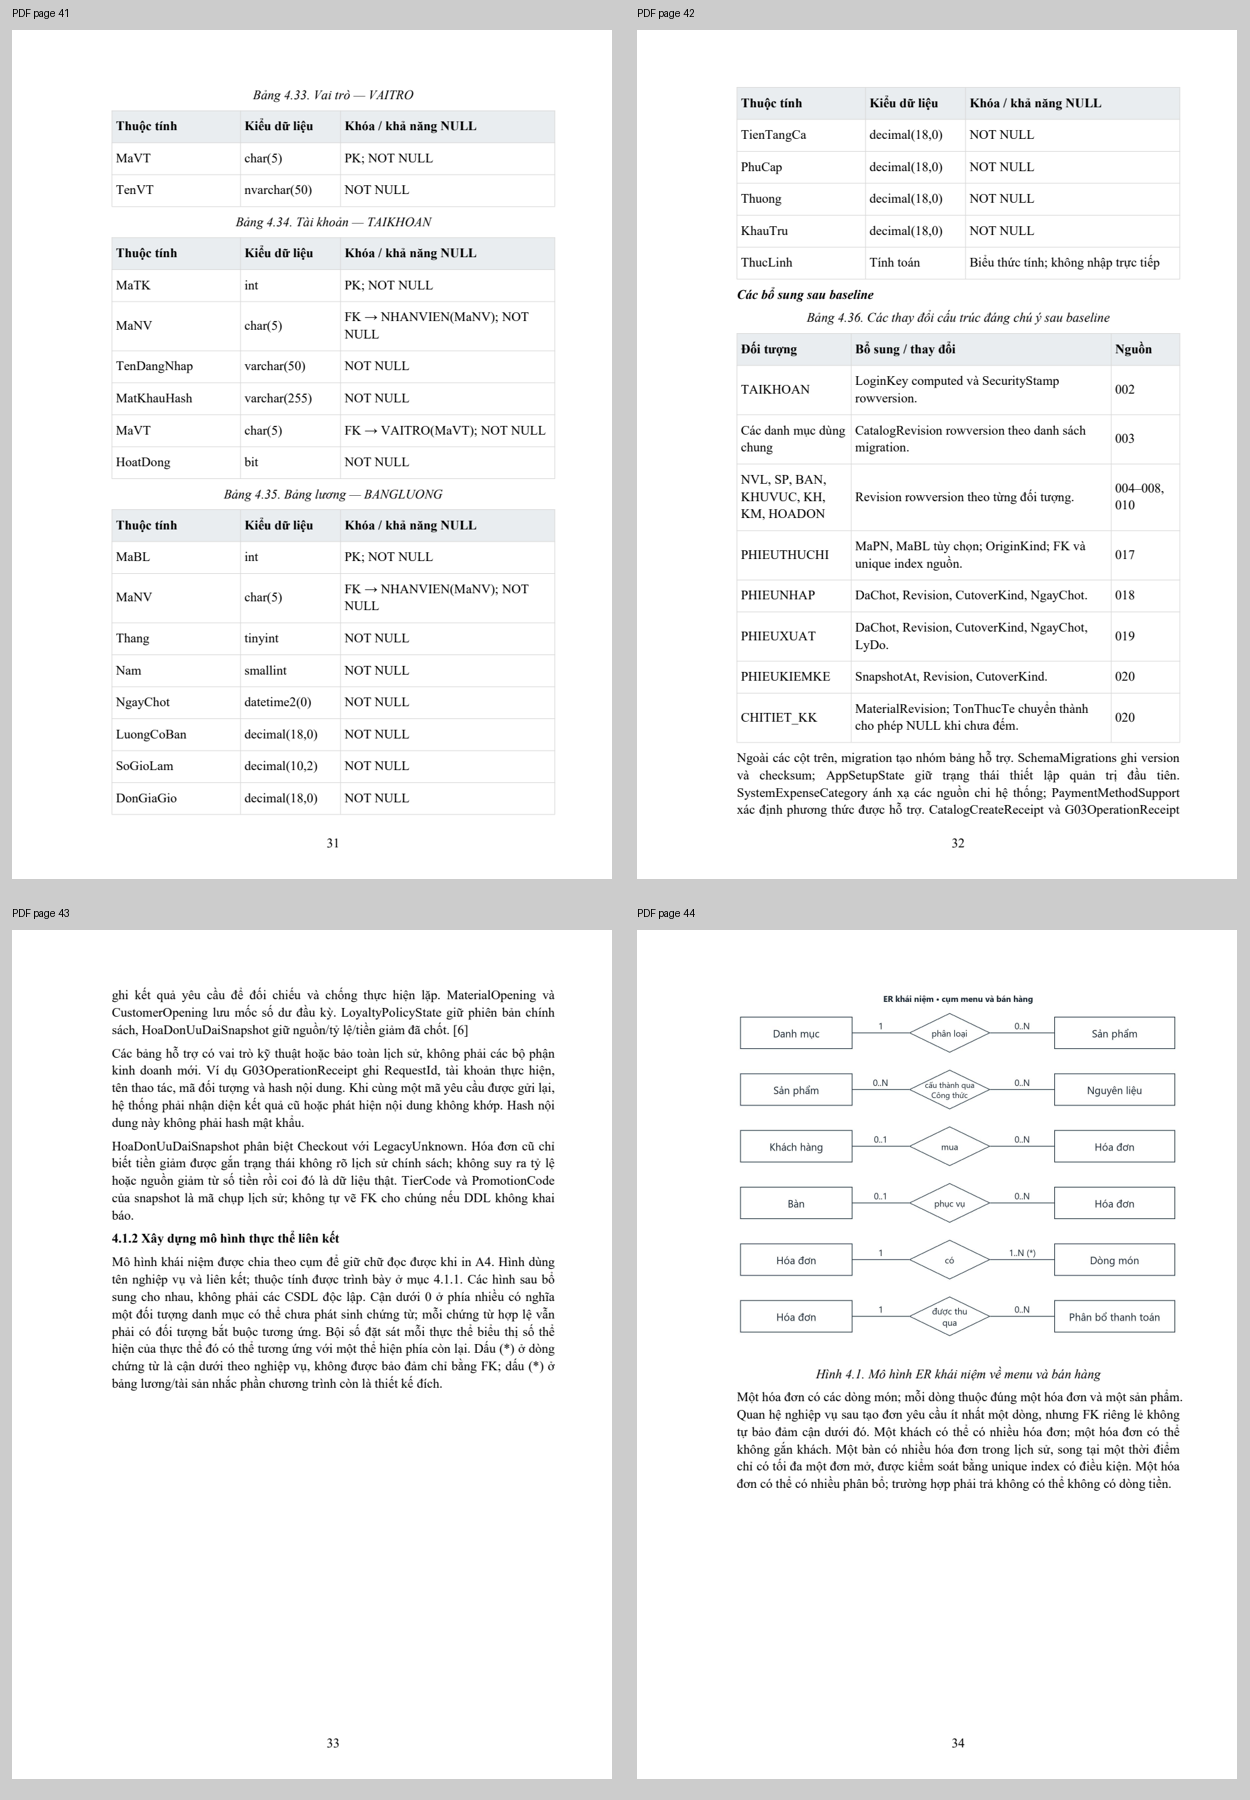 PDF page 41
Bảng 4.33. Vai trò — VAITRO
Thuộc tính Kiểu dữ liệu Khóa / khả năng NULL
MaVT char(5) PK; NOT NULL
TenVT nvarchar(50) NOT NULL
Bảng 4.34. Tài khoản — TAIKHOAN
Thuộc tính Kiểu dữ liệu Khóa / khả năng NULL
MaTK int PK; NOT NULL
MaNV char(5) FK → NHANVIEN(MaNV); NOT
NULL
TenDangNhap varchar(50) NOT NULL
MatKhauHash varchar(255) NOT NULL
MaVT char(5) FK → VAITRO(MaVT); NOT NULL
HoatDong bit NOT NULL
Bảng 4.35. Bảng lương — BANGLUONG
Thuộc tính Kiểu dữ liệu Khóa / khả năng NULL
MaBL int PK; NOT NULL
MaNV char(5) FK → NHANVIEN(MaNV); NOT
NULL
Thang tinyint NOT NULL
Nam smallint NOT NULL
NgayChot datetime2(0) NOT NULL
LuongCoBan decimal(18,0) NOT NULL
SoGioLam decimal(10,2) NOT NULL
DonGiaGio decimal(18,0) NOT NULL
31
PDF page 42
Thuộc tính Kiểu dữ liệu Khóa / khả năng NULL
TienTangCa decimal(18,0) NOT NULL
PhuCap decimal(18,0) NOT NULL
Thuong decimal(18,0) NOT NULL
KhauTru decimal(18,0) NOT NULL
ThucLinh Tính toán Biểu thức tính; không nhập trực tiếp
Các bổ sung sau baseline
Bảng 4.36. Các thay đổi cấu trúc đáng chú ý sau baseline
Đối tượng Bổ sung / thay đổi Nguồn
TAIKHOAN LoginKey computed và SecurityStamp
rowversion. 002
Các danh mục dùng
chung CatalogRevision rowversion theo danh sách
migration. 003
NVL, SP, BAN,
KHUVUC, KH,
KM, HOADON Revision rowversion theo từng đối tượng. 004–008,
010
PHIEUTHUCHI MaPN, MaBL tùy chọn; OriginKind; FK và
unique index nguồn. 017
PHIEUNHAP DaChot, Revision, CutoverKind, NgayChot. 018
PHIEUXUAT DaChot, Revision, CutoverKind, NgayChot,
LyDo. 019
PHIEUKIEMKE SnapshotAt, Revision, CutoverKind. 020
CHITIET_KK MaterialRevision; TonThucTe chuyển thành
cho phép NULL khi chưa đếm. 020
Ngoài các cột trên, migration tạo nhóm bảng hỗ trợ. SchemaMigrations ghi version
và checksum; AppSetupState giữ trạng thái thiết lập quản trị đầu tiên.
SystemExpenseCategory ánh xạ các nguồn chi hệ thống; PaymentMethodSupport
xác định phương thức được hỗ trợ. CatalogCreateReceipt và G03OperationReceipt
32
PDF page 43
ghi kết quả yêu cầu để đối chiếu và chống thực hiện lặp. MaterialOpening và
CustomerOpening lưu mốc số dư đầu kỳ. LoyaltyPolicyState giữ phiên bản chính
sách, HoaDonUuDaiSnapshot giữ nguồn/tỷ lệ/tiền giảm đã chốt. [6]
Các bảng hỗ trợ có vai trò kỹ thuật hoặc bảo toàn lịch sử, không phải các bộ phận
kinh doanh mới. Ví dụ G03OperationReceipt ghi RequestId, tài khoản thực hiện,
tên thao tác, mã đối tượng và hash nội dung. Khi cùng một mã yêu cầu được gửi lại,
hệ thống phải nhận diện kết quả cũ hoặc phát hiện nội dung không khớp. Hash nội
dung này không phải hash mật khẩu.
HoaDonUuDaiSnapshot phân biệt Checkout với LegacyUnknown. Hóa đơn cũ chỉ
biết tiền giảm được gắn trạng thái không rõ lịch sử chính sách; không suy ra tỷ lệ
hoặc nguồn giảm từ số tiền rồi coi đó là dữ liệu thật. TierCode và PromotionCode
của snapshot là mã chụp lịch sử; không tự vẽ FK cho chúng nếu DDL không khai
báo.
4.1.2 Xây dựng mô hình thực thể liên kết
Mô hình khái niệm được chia theo cụm để giữ chữ đọc được khi in A4. Hình dùng
tên nghiệp vụ và liên kết; thuộc tính được trình bày ở mục 4.1.1. Các hình sau bổ
sung cho nhau, không phải các CSDL độc lập. Cận dưới 0 ở phía nhiều có nghĩa
một đối tượng danh mục có thể chưa phát sinh chứng từ; mỗi chứng từ hợp lệ vẫn
phải có đối tượng bắt buộc tương ứng. Bội số đặt sát mỗi thực thể biểu thị số thể
hiện của thực thể đó có thể tương ứng với một thể hiện phía còn lại. Dấu (*) ở dòng
chứng từ là cận dưới theo nghiệp vụ, không được bảo đảm chỉ bằng FK; dấu (*) ở
bảng lương/tài sản nhắc phần chương trình còn là thiết kế đích.
33
PDF page 44
ER khái niệm • cụm menu và bán hàng
Danh mục 1 phân loại 0..N Sản phẩm
Sản phẩm 0..N cấu thành qua
Công thức 0..N Nguyên liệu
Khách hàng 0..1 mua 0..N Hóa đơn
Bàn 0..1 phục vụ 0..N Hóa đơn
Hóa đơn 1 có 1..N (*) Dòng món
Hóa đơn 1 được thu
qua 0..N Phân bổ thanh toán
Hình 4.1. Mô hình ER khái niệm về menu và bán hàng
Một hóa đơn có các dòng món; mỗi dòng thuộc đúng một hóa đơn và một sản phẩm.
Quan hệ nghiệp vụ sau tạo đơn yêu cầu ít nhất một dòng, nhưng FK riêng lẻ không
tự bảo đảm cận dưới đó. Một khách có thể có nhiều hóa đơn; một hóa đơn có thể
không gắn khách. Một bàn có nhiều hóa đơn trong lịch sử, song tại một thời điểm
chỉ có tối đa một đơn mở, được kiểm soát bằng unique index có điều kiện. Một hóa
đơn có thể có nhiều phân bổ; trường hợp phải trả không có thể không có dòng tiền.
34